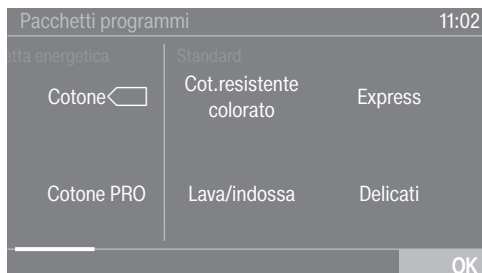 Pacchetti programmi 11:02
etta energetica Standard
Cotone Cot.resistente colorato Express
Cotone PRO Lava/indossa Delicati
OK